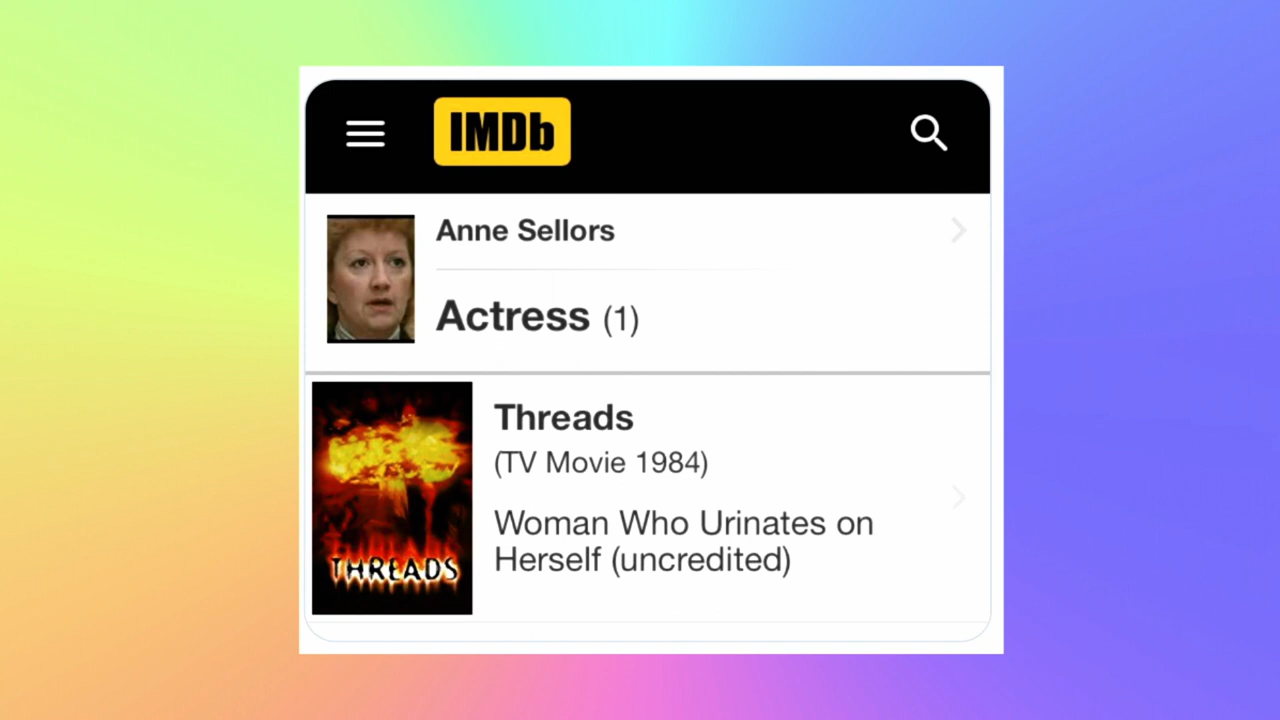 IMDb
Anne Sellors
Actress (1)
Threads
(TV Movie 1984)
Woman Who Urinates on
Herself (uncredited)
THREADS